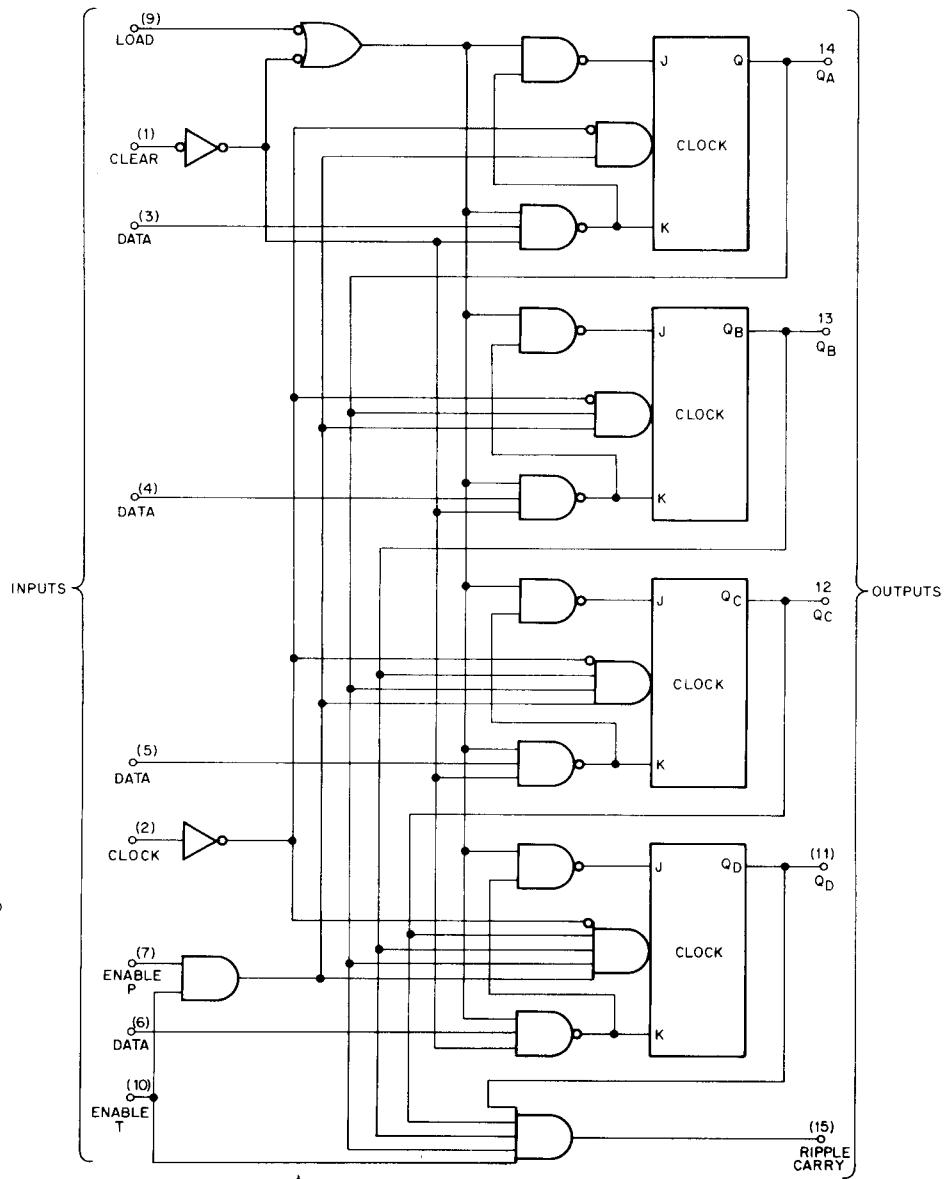 (9)
LOAD
(1)
CLEAR
(3)
DATA
J
Q
CLOCK
K
14
QA
(4)
DATA
J
QB
CLOCK
K
13
QB
INPUTS
OUTPUTS
(5)
DATA
J
QC
CLOCK
K
12
QC
(2)
CLOCK
(7)
ENABLE
P
(6)
DATA
J
QD
CLOCK
K
(11)
QD
(10)
ENABLE
T
(15)
RIPPLE
CARRY